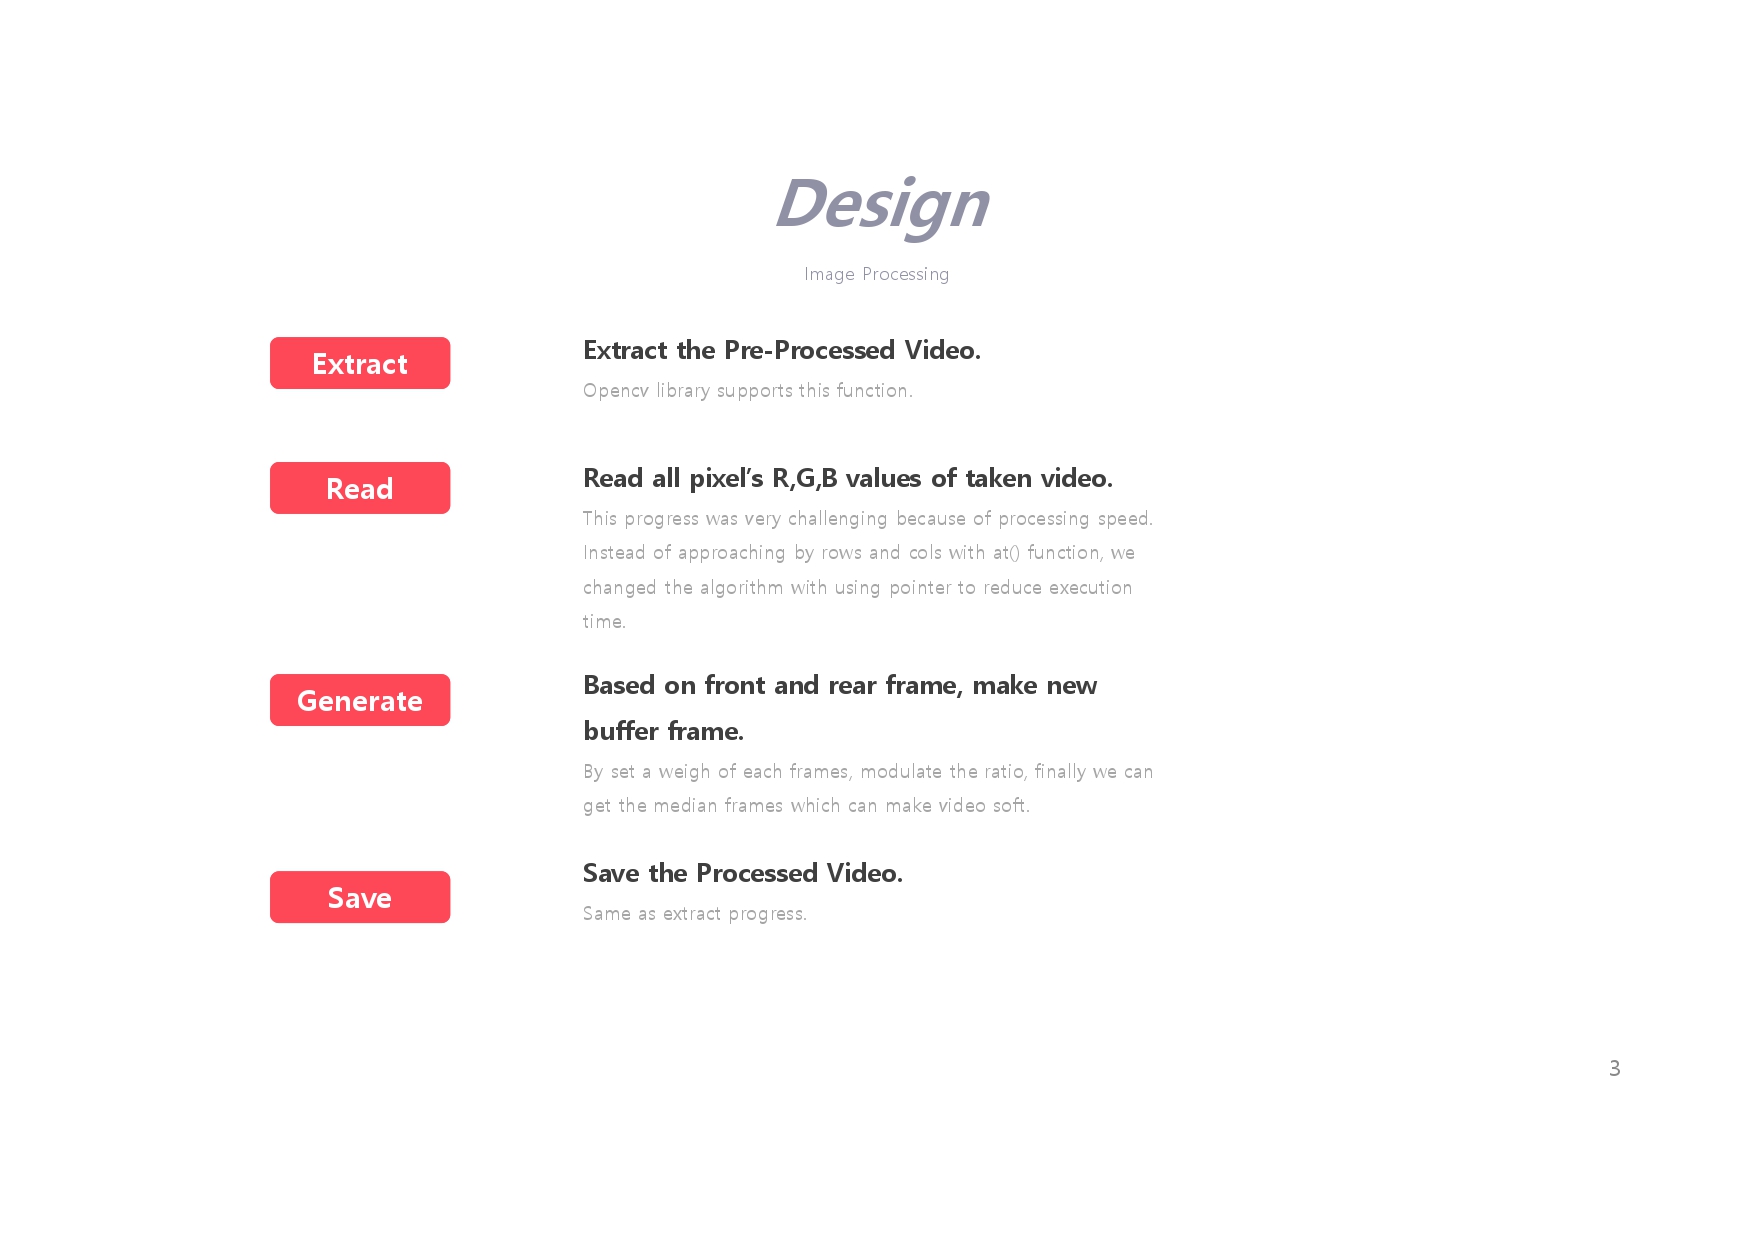 Design
Image Processing
Extract
Extract the Pre-Processed Video.
Opencv library supports this function.
Read
Read all pixel’s R,G,B values of taken video.
This progress was very challenging because of processing speed.
Instead of approaching by rows and cols with at() function, we
changed the algorithm with using pointer to reduce execution
time.
Generate
Based on front and rear frame, make new
buffer frame.
By set a weigh of each frames, modulate the ratio, finally we can
get the median frames which can make video soft.
Save
Save the Processed Video.
Same as extract progress.
3